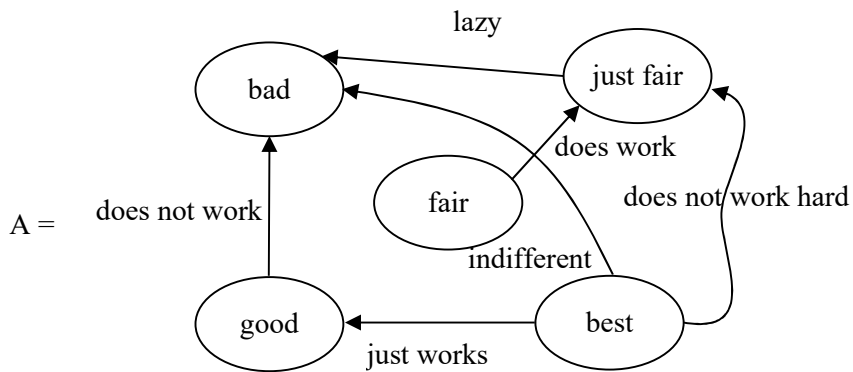 lazy
just fair
bad
does work
fair
does not work hard
does not work
A =
indifferent
good
best
just works